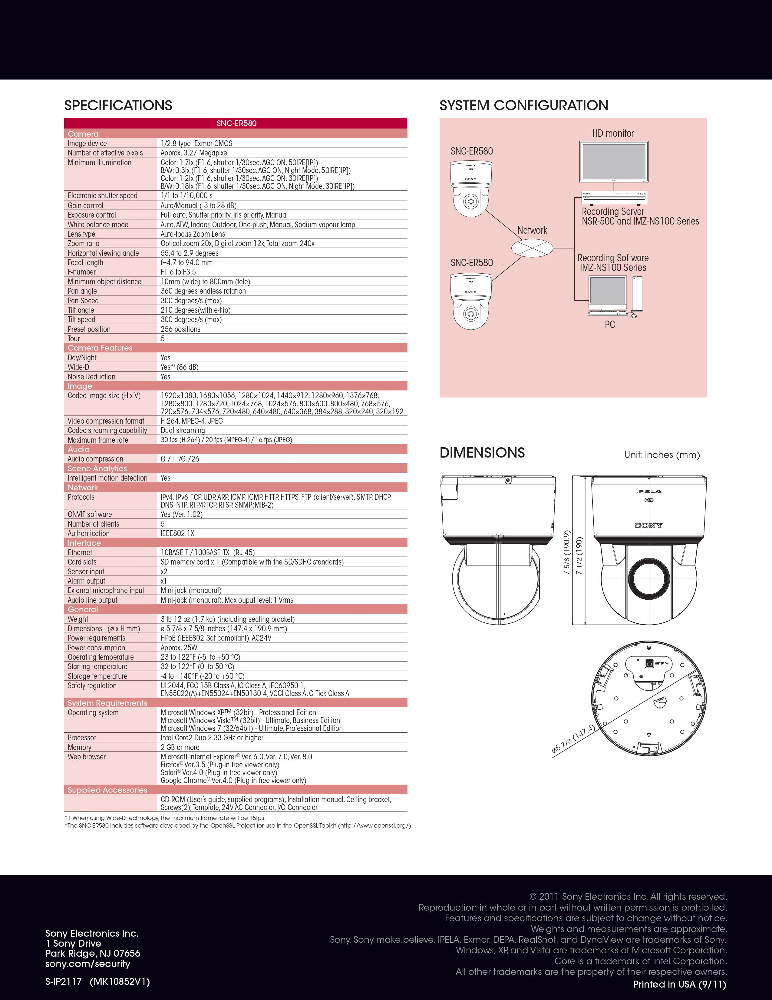 SPECIFICATIONS
SNC-ER580
Camera
Image device 1/2.8-type Exmor CMOS
Number of effective pixels Approx. 3.27 Megapixel
Minimum Illumination Color: 1.7lx (F1.6, shutter 1/30sec, AGC ON, 50IRE[IP])
B/W: 0.3lx (F1.6, shutter 1/30sec, AGC ON, Night Mode, 50IRE[IP])
Color: 1.2lx (F1.6, shutter 1/30sec, AGC ON, 30IRE[IP])
B/W: 0.18lx (F1.6, shutter 1/30sec, AGC ON, Night Mode, 30IRE[IP])
Electronic shutter speed 1/1 to 1/10,000 s
Gain control Auto/Manual (-3 to 28 dB)
Exposure control Full auto, Shutter priority, Iris priority, Manual
White balance mode Auto, ATW, Indoor, Outdoor, One-push, Manual, Sodium vapour lamp
Lens type Auto-focus Zoom Lens
Zoom ratio Optical zoom 20x, Digital zoom 12x, Total zoom 240x
Horizontal viewing angle 55.4 to 2.9 degrees
Focal length f=4.7 to 94.0 mm
F-number F1.6 to F3.5
Minimum object distance 10mm (wide) to 800mm (tele)
Pan angle 360 degrees endless rotation
Pan Speed 300 degrees/s (max)
Tilt angle 210 degrees(with e-flip)
Tilt speed 300 degrees/s (max)
Preset position 256 positions
Tour 5
Camera Features
Day/Night Yes
Wide-D Yes*1 (86 dB)
Noise Reduction Yes
Image
Codec image size (H x V) 1920×1080, 1680×1056, 1280×1024, 1440×912, 1280×960, 1376×768,
1280×800, 1280×720, 1024×768, 1024×576, 800×600, 800×480, 768×576,
720×576, 704×576, 720×480, 640×480, 640×368, 384×288, 320×240, 320×192
Video compression format H.264, MPEG-4, JPEG
Codec streaming capability Dual streaming
Maximum frame rate 30 fps (H.264) / 20 fps (MPEG-4) / 16 fps (JPEG)
Audio
Audio compression G.711/G.726
Scene Analytics
Intelligent motion detection Yes
Network
Protocols IPv4, IPv6, TCP, UDP, ARP, ICMP, IGMP, HTTP, HTTPS, FTP (client/server), SMTP, DHCP,
DNS, NTP, RTP/RTCP, RTSP, SNMP(MIB-2)
ONVIF software Yes (Ver. 1.02)
Number of clients 5
Authentication IEEE802.1X
Interface
Ethernet 10BASE-T / 100BASE-TX (RJ-45)
Card slots SD memory card x 1 (Compatible with the SD/SDHC standards)
Sensor input x2
Alarm output x1
External microphone input Mini-jack (monaural)
Audio line output Mini-jack (monaural), Max ouput level: 1 Vrms
General
Weight 3 lb 12 oz (1.7 kg) (including sealing bracket)
Dimensions (ø x H mm) ø 5 7/8 x 7 5/8 inches (147.4 x 190.9 mm)
Power requirements HPoE (IEEE802.3at compliant), AC24V
Power consumption Approx. 25W
Operating temperature 23 to 122°F (-5 to +50 °C)
Starting temperature 32 to 122°F (0 to 50 °C)
Storage temperature -4 to +140°F (-20 to +60 °C)
Safety regulation UL2044, FCC 15B Class A, IC Class A, IEC60950-1,
EN55022(A)+EN55024+EN50130-4, VCCI Class A, C-Tick Class A
System Requirements
Operating system Microsoft Windows XP™ (32bit) - Professional Edition
Microsoft Windows Vista™ (32bit) - Ultimate, Business Edition
Microsoft Windows 7 (32/64bit) - Ultimate, Professional Edition
Processor Intel Core2 Duo 2.33 GHz or higher
Memory 2 GB or more
Web browser Microsoft Internet Explorer® Ver. 6.0, Ver. 7.0, Ver. 8.0
Firefox® Ver.3.5 (Plug-in free viewer only)
Safari® Ver.4.0 (Plug-in free viewer only)
Google Chrome® Ver.4.0 (Plug-in free viewer only)
Supplied Accessories
CD-ROM (User's guide, supplied programs), Installation manual, Ceiling bracket,
Screws(2), Template, 24V AC Connector, I/O Connector
*1 When using Wide-D technology, the maximum frame rate will be 15fps.
*The SNC-ER580 includes software developed by the OpenSSL Project for use in the OpenSSL Toolkit (http://www.openssl.org/).
SYSTEM CONFIGURATION
HD monitor
SNC-ER580
IPELA
HD
SONY
SONY
SONY
IPELA
Recording Server
NSR-500 and IMZ-NS100 Series
Network
Recording Software
IMZ-NS100 Series
SNC-ER580
IPELA
HD
SONY
PC
DIMENSIONS
Unit: inches (mm)
IPELA
HD
SONY
7 5/8 (190.9)
7 1/2 (190)
ø5 7/8 (147.4)
Sony Electronics Inc.
1 Sony Drive
Park Ridge, NJ 07656
sony.com/security
S-IP2117 (MK10852V1)
© 2011 Sony Electronics Inc. All rights reserved.
Reproduction in whole or in part without written permission is prohibited.
Features and specifications are subject to change without notice.
Weights and measurements are approximate.
Sony, Sony make.believe, IPELA, Exmor, DEPA, RealShot, and DynaView are trademarks of Sony.
Windows, XP, and Vista are trademarks of Microsoft Corporation.
Core is a trademark of Intel Corporation.
All other trademarks are the property of their respective owners.
Printed in USA (9/11)